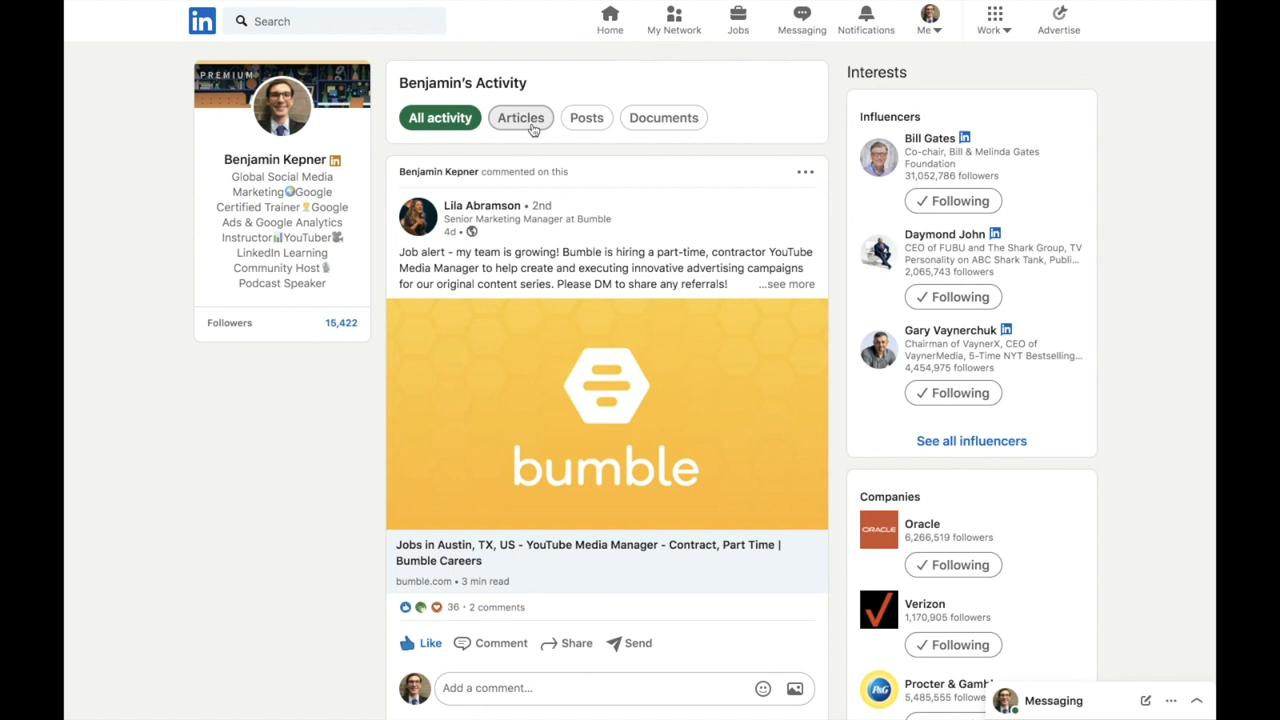 in
Search
Home
My Network
Jobs
Messaging
Notifications
Me
Work
Advertise
PREMIUM
Benjamin Kepner in
Global Social Media
Marketing🌍Google
Certified Trainer🏆Google
Ads & Google Analytics
Instructor📊YouTuber🎥
LinkedIn Learning
Community Host🎙
Podcast Speaker
Followers 15,422
Benjamin's Activity
All activity
Articles
Posts
Documents
Benjamin Kepner commented on this
Lila Abramson • 2nd
Senior Marketing Manager at Bumble
4d •
Job alert - my team is growing! Bumble is hiring a part-time, contractor YouTube
Media Manager to help create and executing innovative advertising campaigns
for our original content series. Please DM to share any referrals! ...see more
bumble
Jobs in Austin, TX, US - YouTube Media Manager - Contract, Part Time |
Bumble Careers
bumble.com • 3 min read
36 · 2 comments
Like
Comment
Share
Send
Add a comment...
Interests
Influencers
Bill Gates in
Co-chair, Bill & Melinda Gates
Foundation
31,052,786 followers
✓ Following
Daymond John in
CEO of FUBU and The Shark Group, TV
Personality on ABC Shark Tank, Publi...
2,065,743 followers
✓ Following
Gary Vaynerchuk in
Chairman of VaynerX, CEO of
VaynerMedia, 5-Time NYT Bestselling...
4,454,975 followers
✓ Following
See all influencers
Companies
ORACLE
Oracle
6,266,519 followers
✓ Following
Verizon
1,170,905 followers
✓ Following
P&G
Procter & Gambl
5,485,555 followe
Messaging